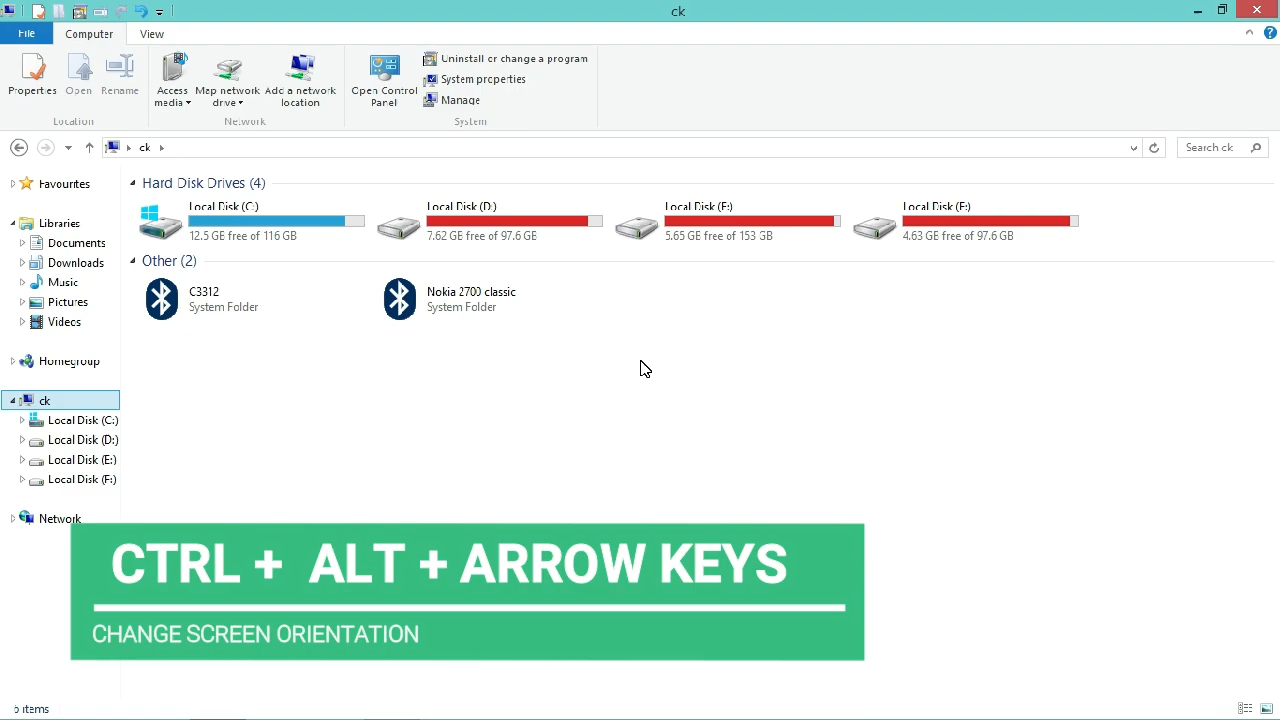 ck
File Computer View
Properties Open Rename Access media Map network drive Add a network location Open Control Panel Uninstall or change a program
System properties
Manage
Location Network System
ck Search ck
Favourites
Libraries
Documents
Downloads
Music
Pictures
Videos
Homegroup
ck
Local Disk (C:)
Local Disk (D:)
Local Disk (E:)
Local Disk (F:)
Network
Hard Disk Drives (4)
Local Disk (C:)
12.5 GB free of 116 GB
Local Disk (D:)
7.62 GB free of 97.6 GB
Local Disk (E:)
5.65 GB free of 153 GB
Local Disk (F:)
4.63 GB free of 97.6 GB
Other (2)
C3312
System Folder
Nokia 2700 classic
System Folder
CTRL + ALT + ARROW KEYS
CHANGE SCREEN ORIENTATION
6 items